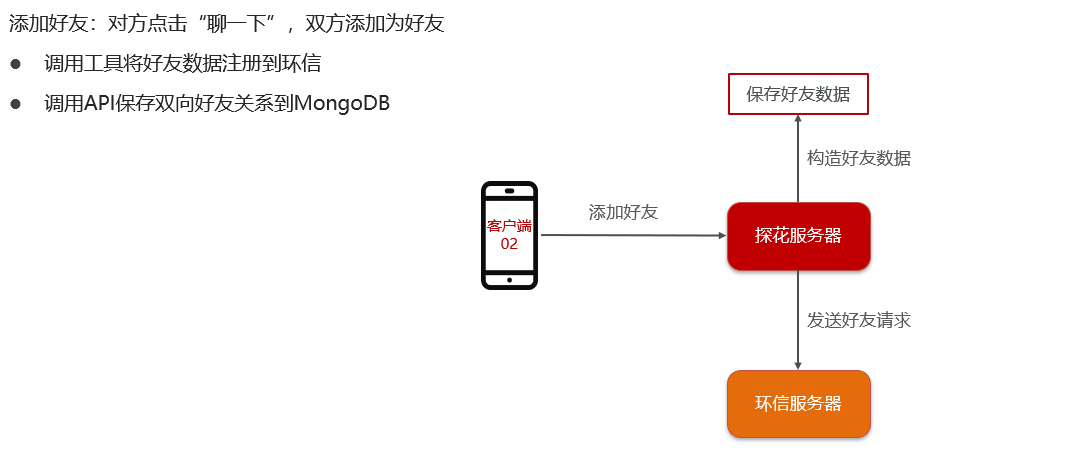 添加好友：对方点击“聊一下”，双方添加为好友
● 调用工具将好友数据注册到环信
● 调用API保存双向好友关系到MongoDB
保存好友数据
构造好友数据
客户端
02
添加好友
探花服务器
发送好友请求
环信服务器